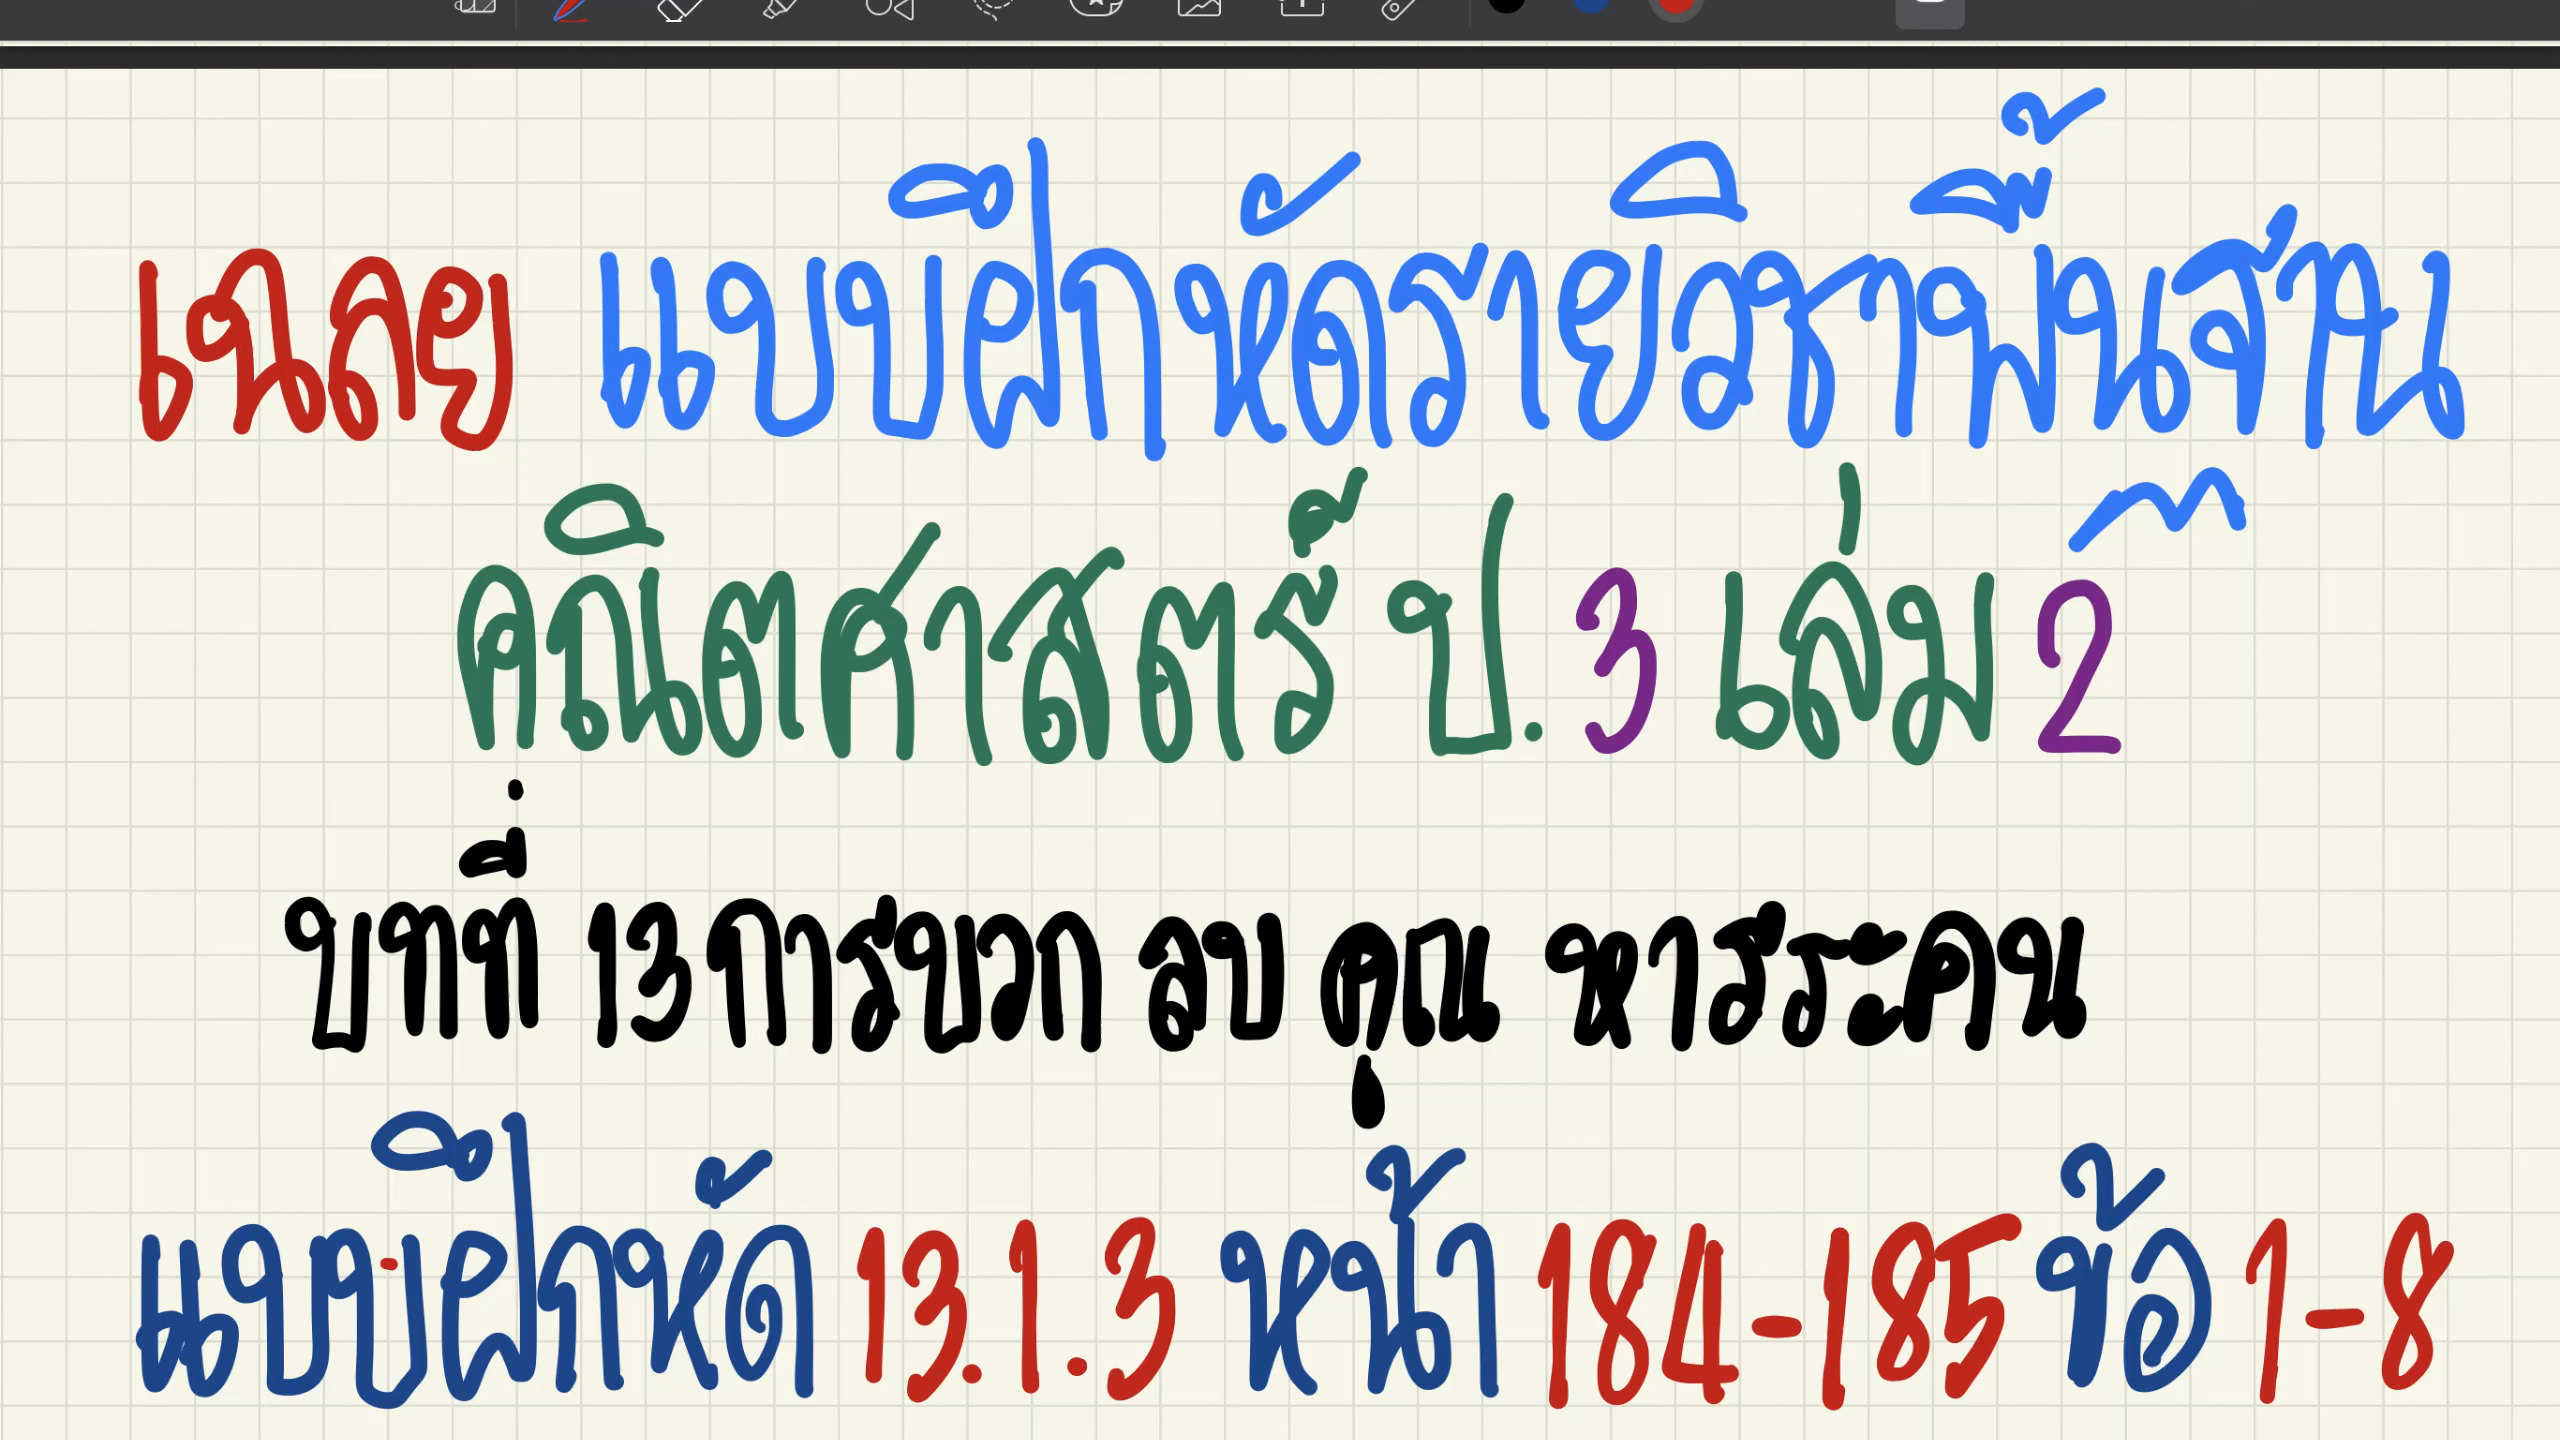 เฉลย แบบฝึกหัดรายวิชาพื้นฐาน
คณิตศาสตร์ ป.3 เล่ม 2
บทที่ 13 การบวก ลบ คูณ หารระคน
แบบฝึกหัด 13.1.3 หน้า 184-185 ข้อ 1-8